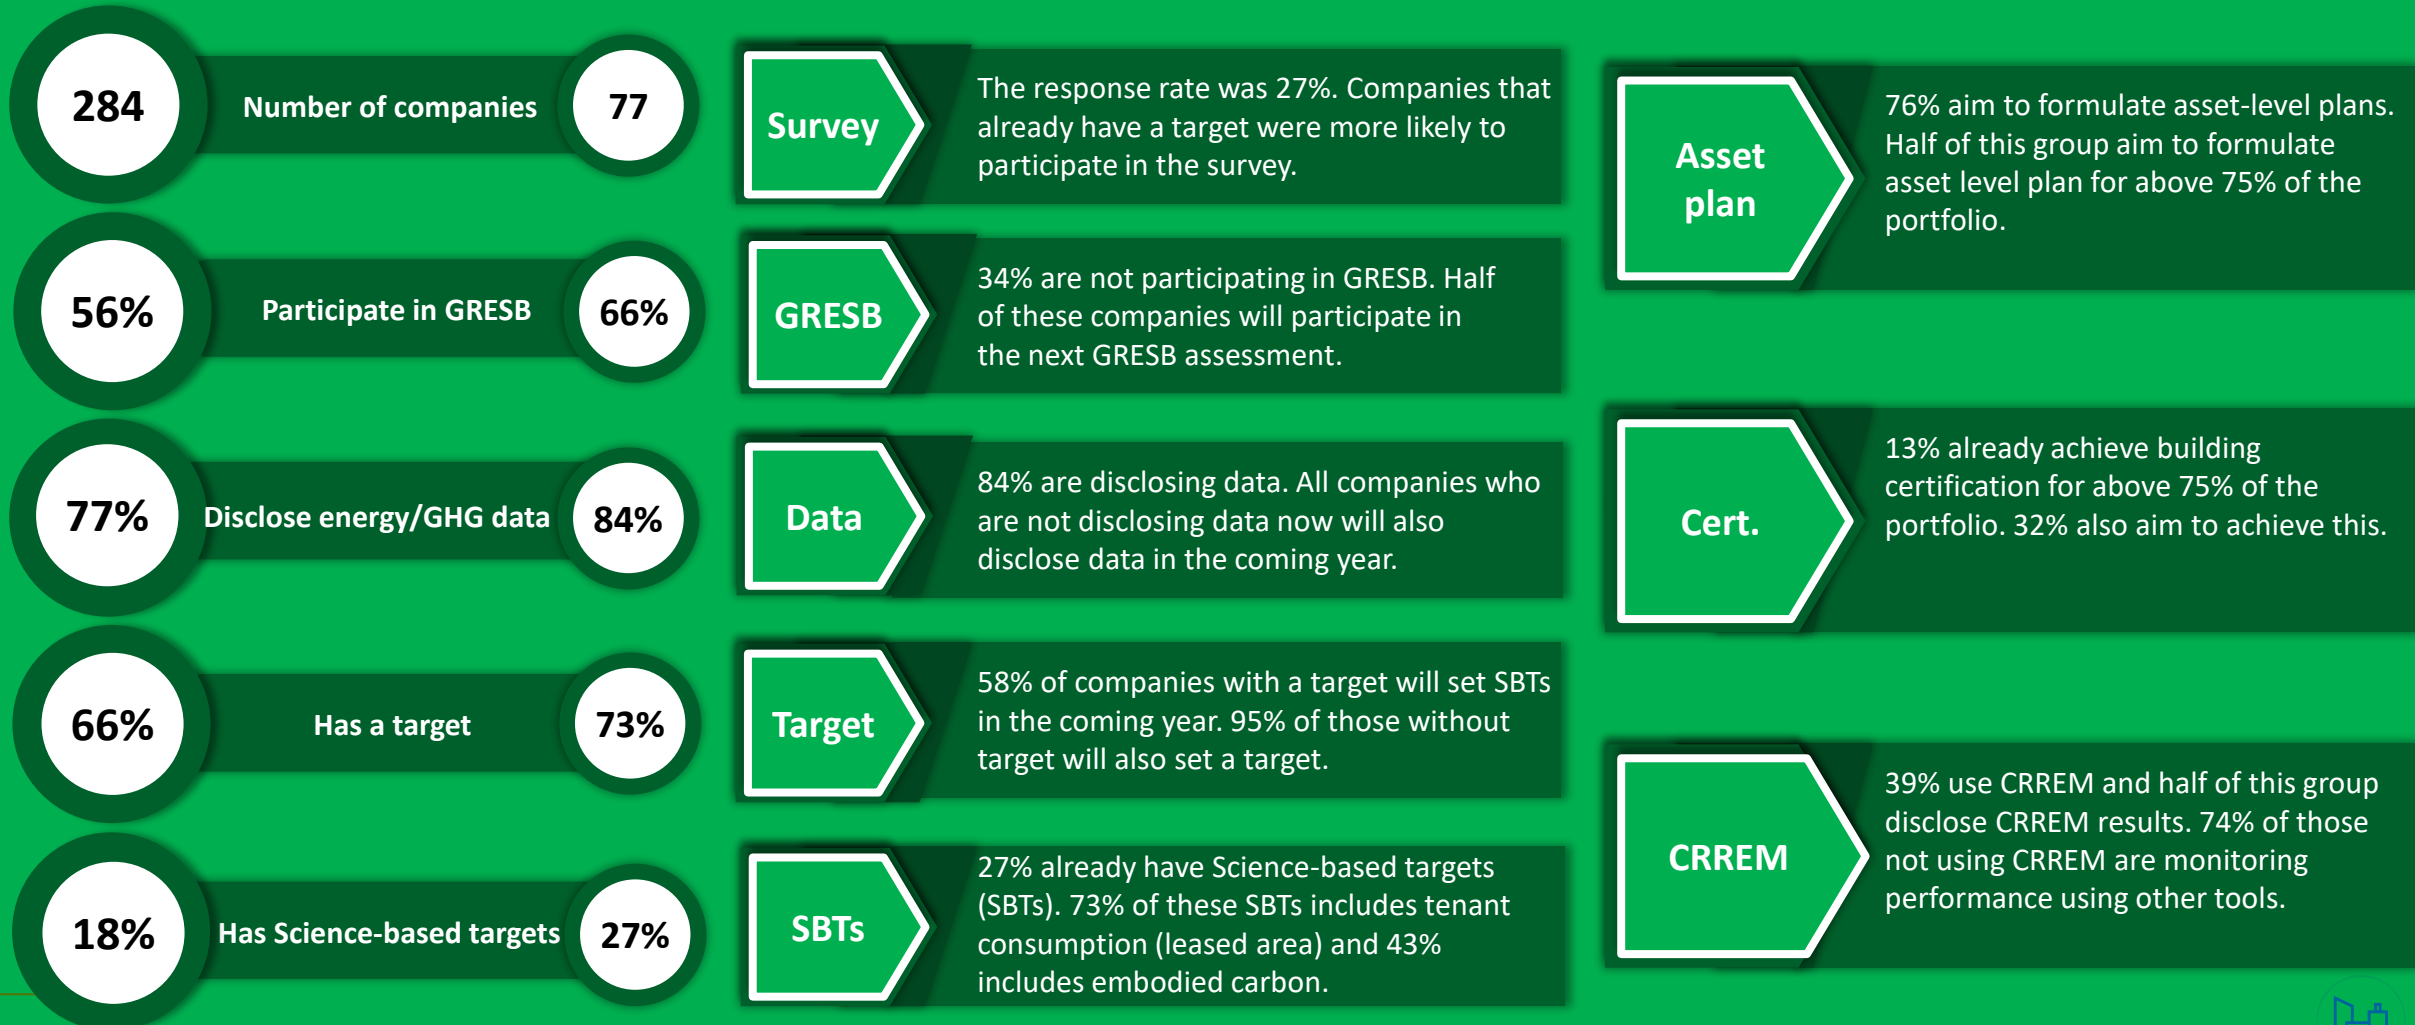 284
Number of companies
77
56%
Participate in GRESB
66%
77%
Disclose energy/GHG data
84%
66%
Has a target
73%
18%
Has Science-based targets
27%
Survey
The response rate was 27%. Companies that
already have a target were more likely to
participate in the survey.
GRESB
34% are not participating in GRESB. Half
of these companies will participate in
the next GRESB assessment.
Data
84% are disclosing data. All companies who
are not disclosing data now will also
disclose data in the coming year.
Target
58% of companies with a target will set SBTs
in the coming year. 95% of those without
target will also set a target.
SBTs
27% already have Science-based targets
(SBTs). 73% of these SBTs includes tenant
consumption (leased area) and 43%
includes embodied carbon.
Asset
plan
76% aim to formulate asset-level plans.
Half of this group aim to formulate
asset level plan for above 75% of the
portfolio.
Cert.
13% already achieve building
certification for above 75% of the
portfolio. 32% also aim to achieve this.
CRREM
39% use CRREM and half of this group
disclose CRREM results. 74% of those
not using CRREM are monitoring
performance using other tools.